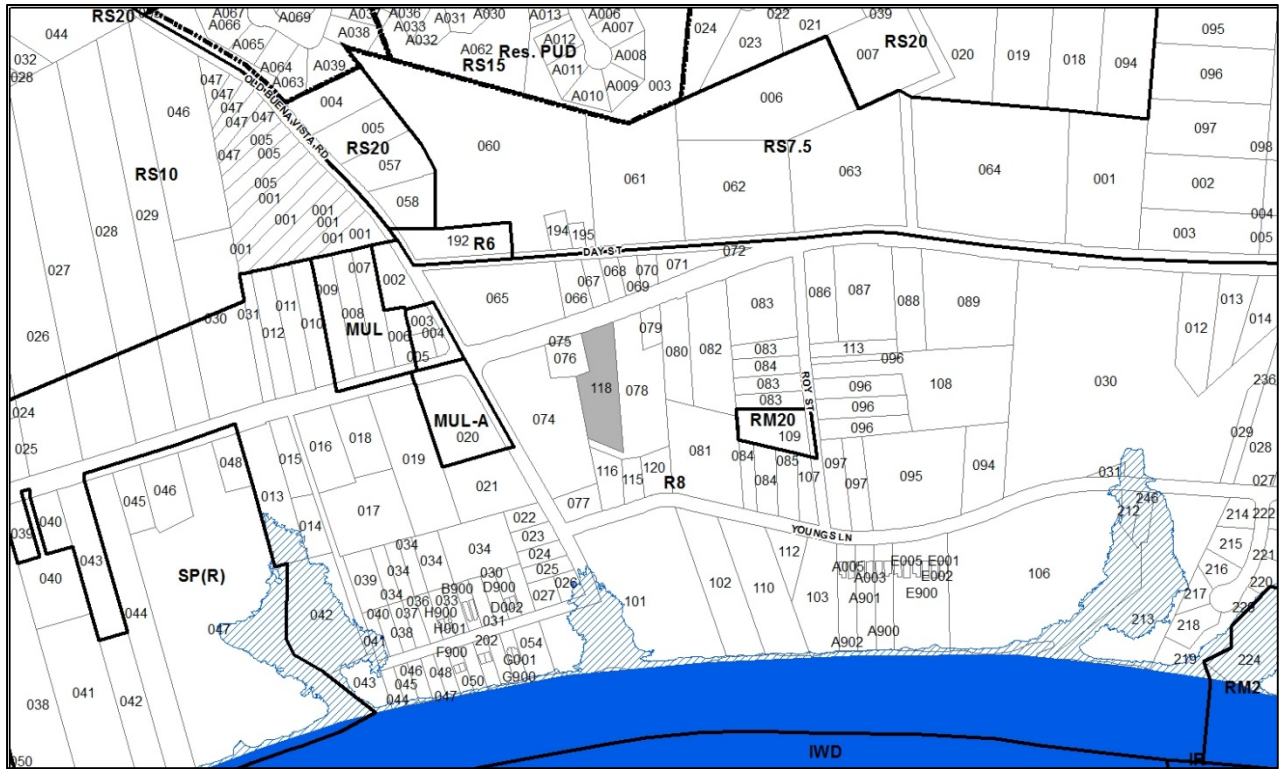 RS20 A067 A069 A036 A030 A013 A006 022 039
A066 A033 A031 A007 024 021 RS20 095
044 A038 A032 A012 023 007 020 019 018 094
A065 A062 Res. PUD A008
032 A064 A039 RS15 A011 096
028 047 A063 A010 A009 003 006
047 OLD BUENA VISTA RD 004
046 047 047 005 097
047 005 RS20 060 RS7.5 098
005 057 063 064
RS10 005 061 062 001 002
029 001 001 058
028 001 001 194 195 004
001 001 001 192 R6 003 005
DAY ST 072
027 007 002 067 068 070 071
009 065 066 069 086 087 088 089 013
030 031 011 008 083 012 014
026 012 010 MUL 006 003 004 079
005 075 076 080 082 083 113 096
084 108 030 236
118 078 083 096
024 083 ROY ST 096
MUL-A 074 RM20 109 096 029
025 016 018 020 081 084 085 028
048 015 019 116 115 120 R8 084 107 097 097 095 094 031 027
045 046 013 021 077 246
040 017 022 212 214 222
039 014 023 YOUNGS LN 215
043 034 034 034 024 112 E005 E001 221
040 SP(R) 039 034 030 025 A005 A003 E002 216
B900 D900 026 102 110 103 A901 E900 106 220
036 033 027 217 226
044 042 040 037 H900 D002 101 213 218
047 038 H001 031
041 F900 202 054 A902 A900 219 224
041 042 043 046 048 G001
038 045 050 G900 RM2
044 047
050 IWD IR